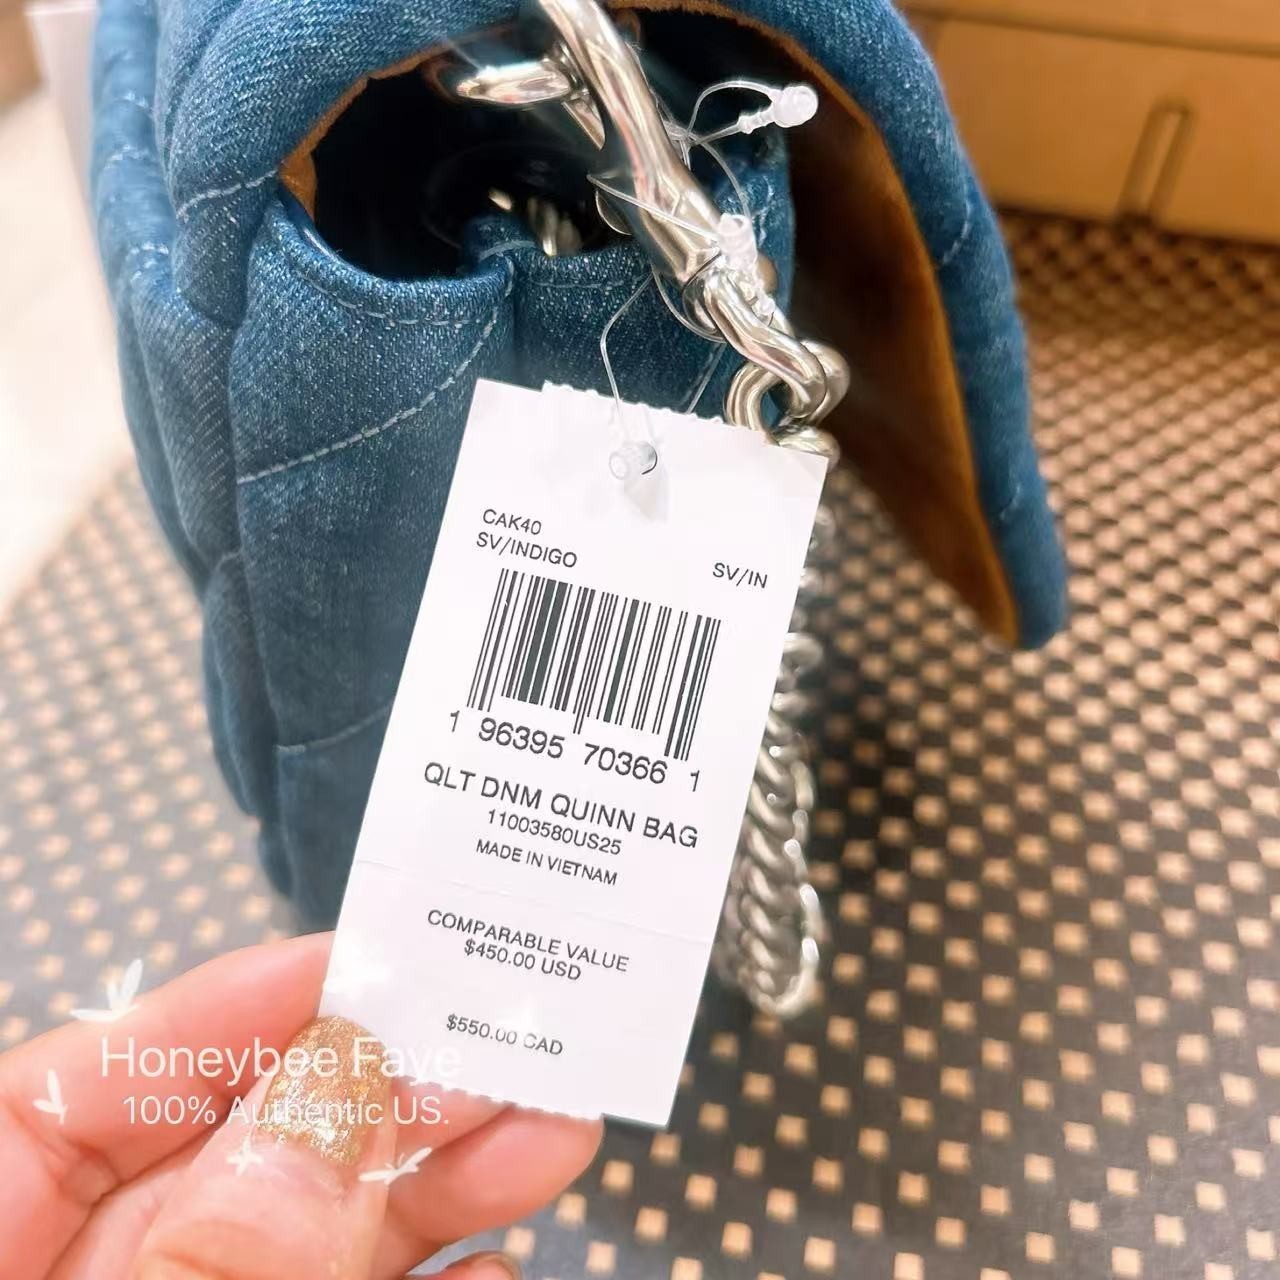 CAK40
SV/INDIGO
SV/IN
1 96395 70366 1
QLT DNM QUINN BAG
11003580US25
MADE IN VIETNAM
COMPARABLE VALUE
$450.00 USD
$550.00 CAD
Honeybee Faye
100% Authentic US.